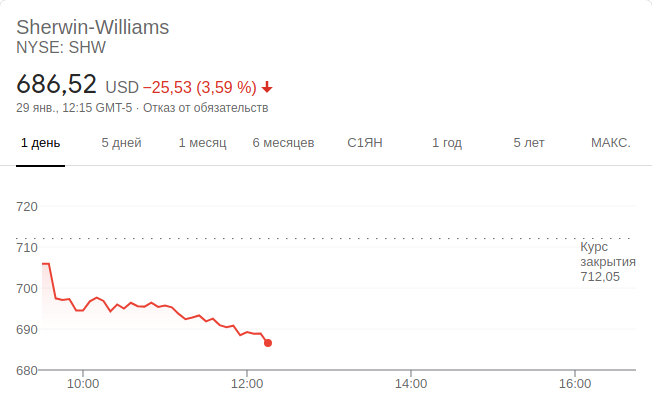 Sherwin-Williams
NYSE: SHW
686,52 USD −25,53 (3,59 %)
29 янв., 12:15 GMT-5 · Отказ от обязательств
1 день 5 дней 1 месяц 6 месяцев С1ЯН 1 год 5 лет МАКС.
720
710
Курс
закрытия
712,05
700
690
680
10:00 12:00 14:00 16:00